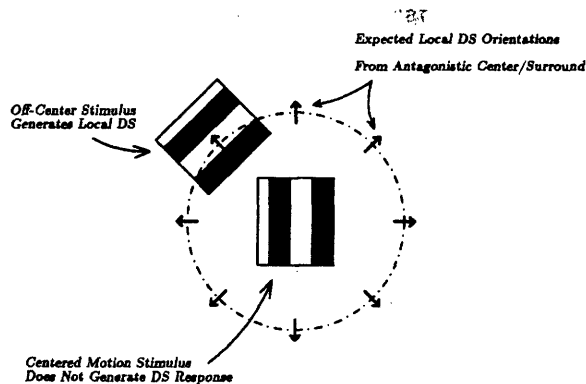 Expected Local DS Orientations
From Antagonistic Center/Surround
Off-Center Stimulus
Generates Local DS
Centered Motion Stimulus
Does Not Generate DS Response